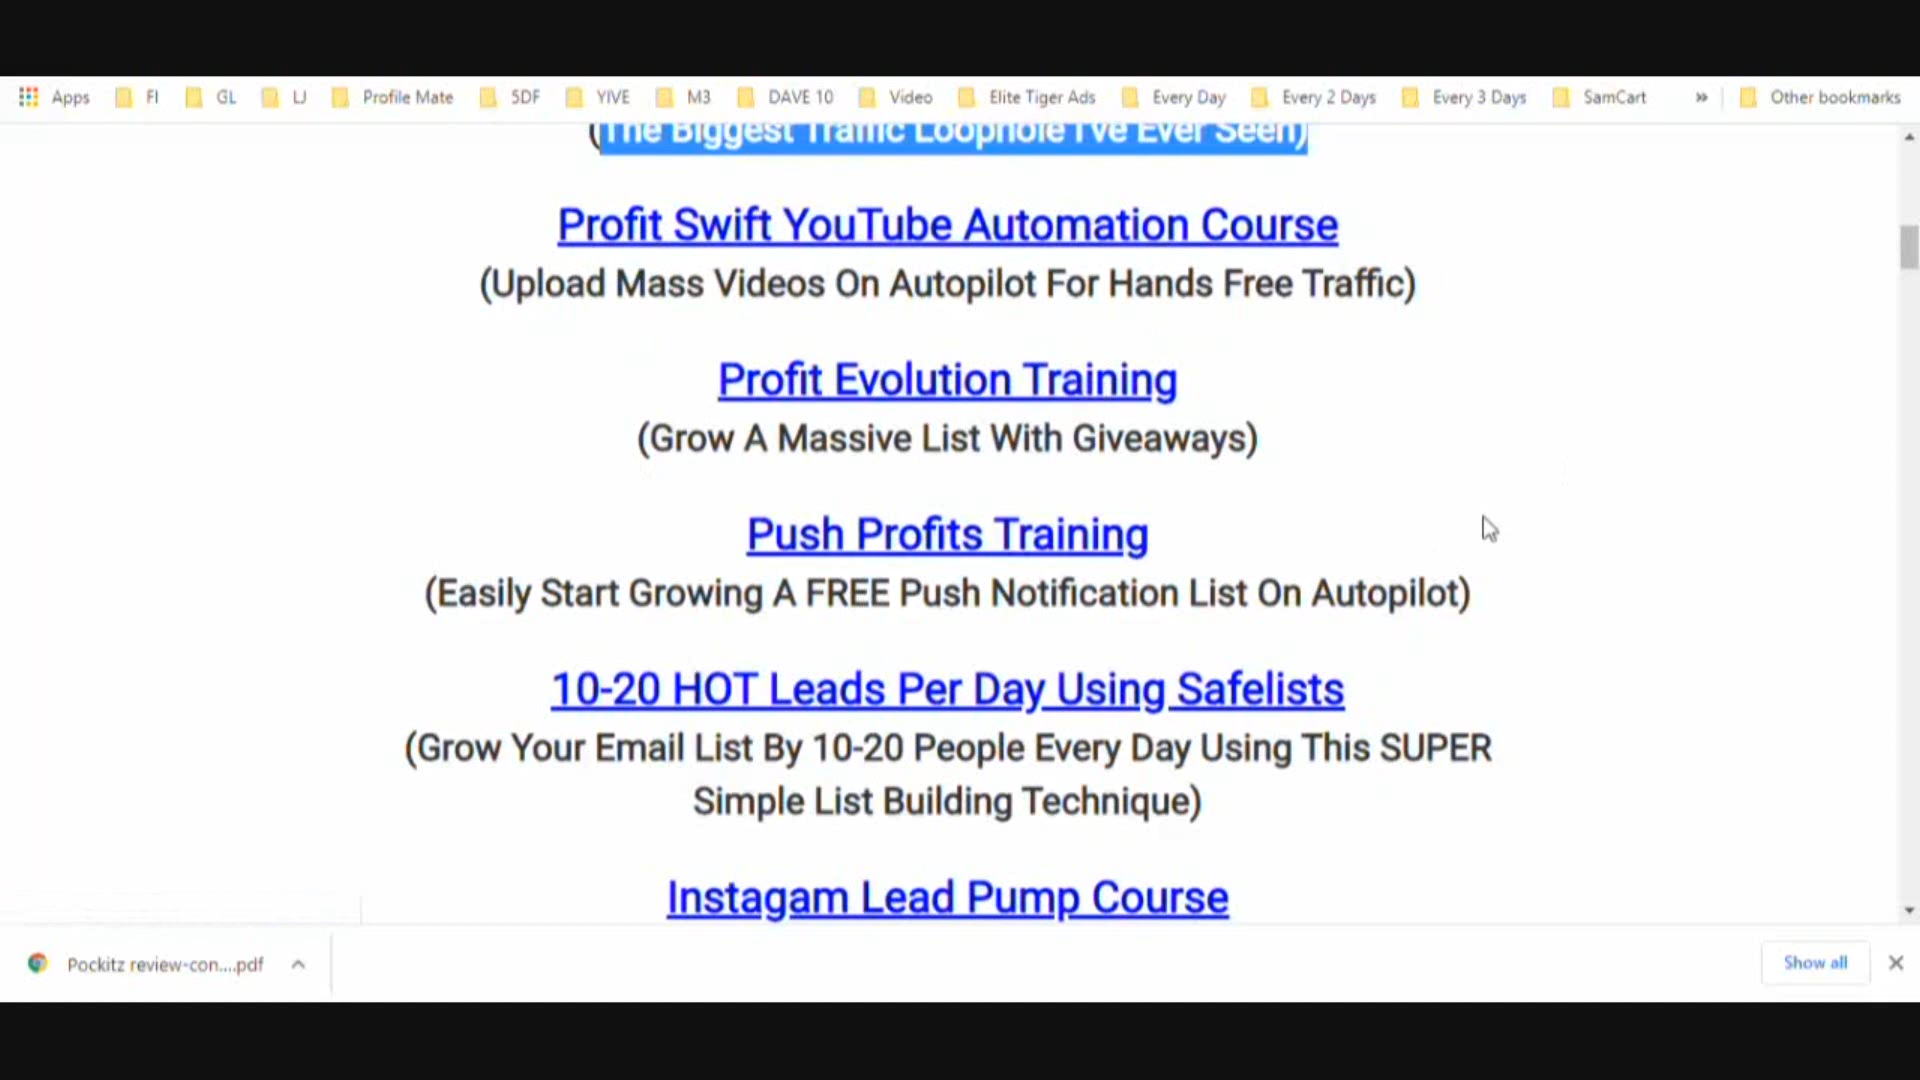 Apps FI GL LJ Profile Mate 5DF YIVE M3 DAVE 10 Video Elite Tiger Ads Every Day Every 2 Days Every 3 Days SamCart » Other bookmarks
(The Biggest Traffic Loophole I've Ever Seen)
Profit Swift YouTube Automation Course
(Upload Mass Videos On Autopilot For Hands Free Traffic)
Profit Evolution Training
(Grow A Massive List With Giveaways)
Push Profits Training
(Easily Start Growing A FREE Push Notification List On Autopilot)
10-20 HOT Leads Per Day Using Safelists
(Grow Your Email List By 10-20 People Every Day Using This SUPER
Simple List Building Technique)
Instagam Lead Pump Course
Pockitz review-con....pdf Show all